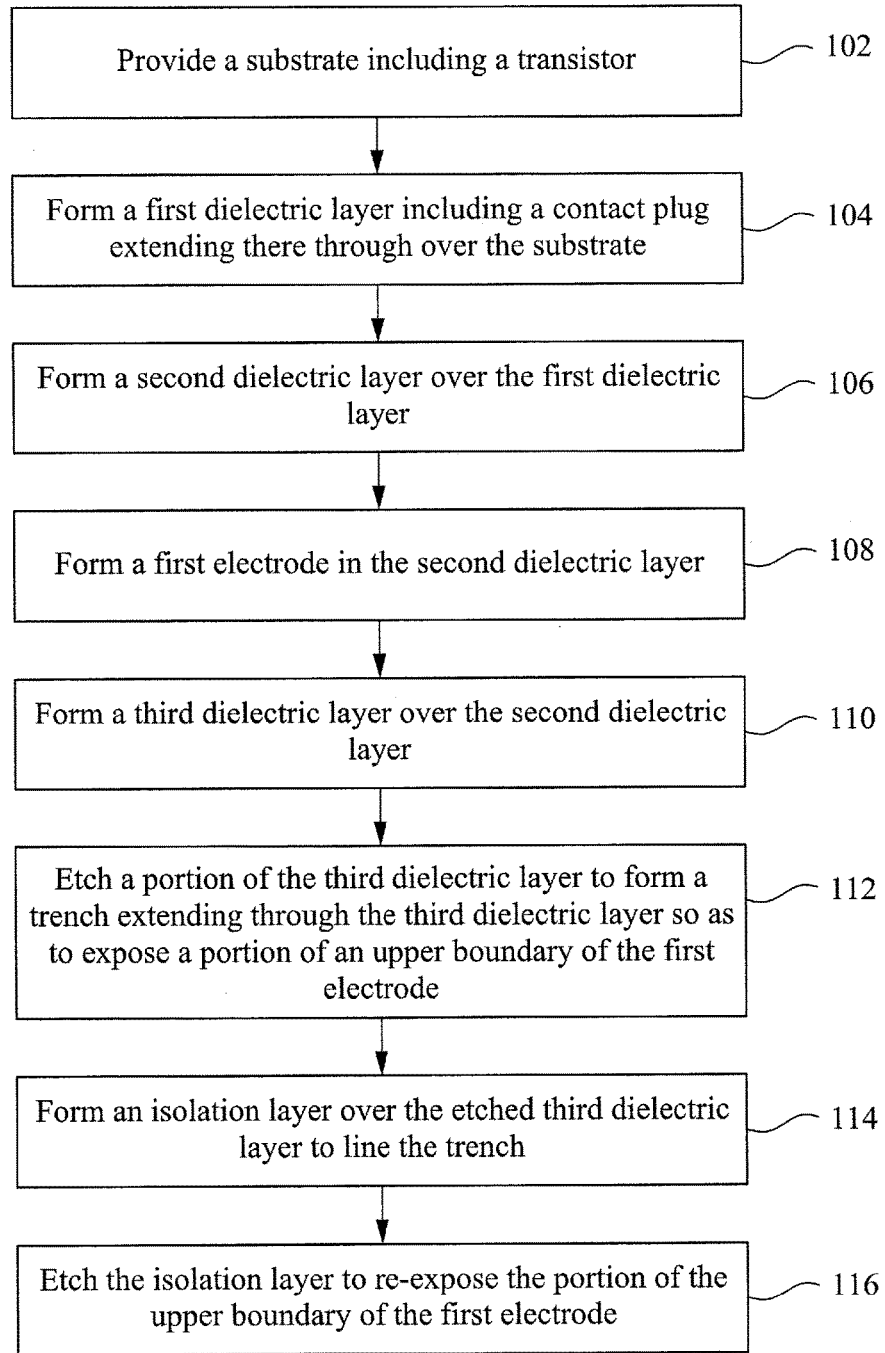 Provide a substrate including a transistor
102
Form a first dielectric layer including a contact plug
extending there through over the substrate
104
Form a second dielectric layer over the first dielectric
layer
106
Form a first electrode in the second dielectric layer
108
Form a third dielectric layer over the second dielectric
layer
110
Etch a portion of the third dielectric layer to form a
trench extending through the third dielectric layer so as
to expose a portion of an upper boundary of the first
electrode
112
Form an isolation layer over the etched third dielectric
layer to line the trench
114
Etch the isolation layer to re-expose the portion of the
upper boundary of the first electrode
116